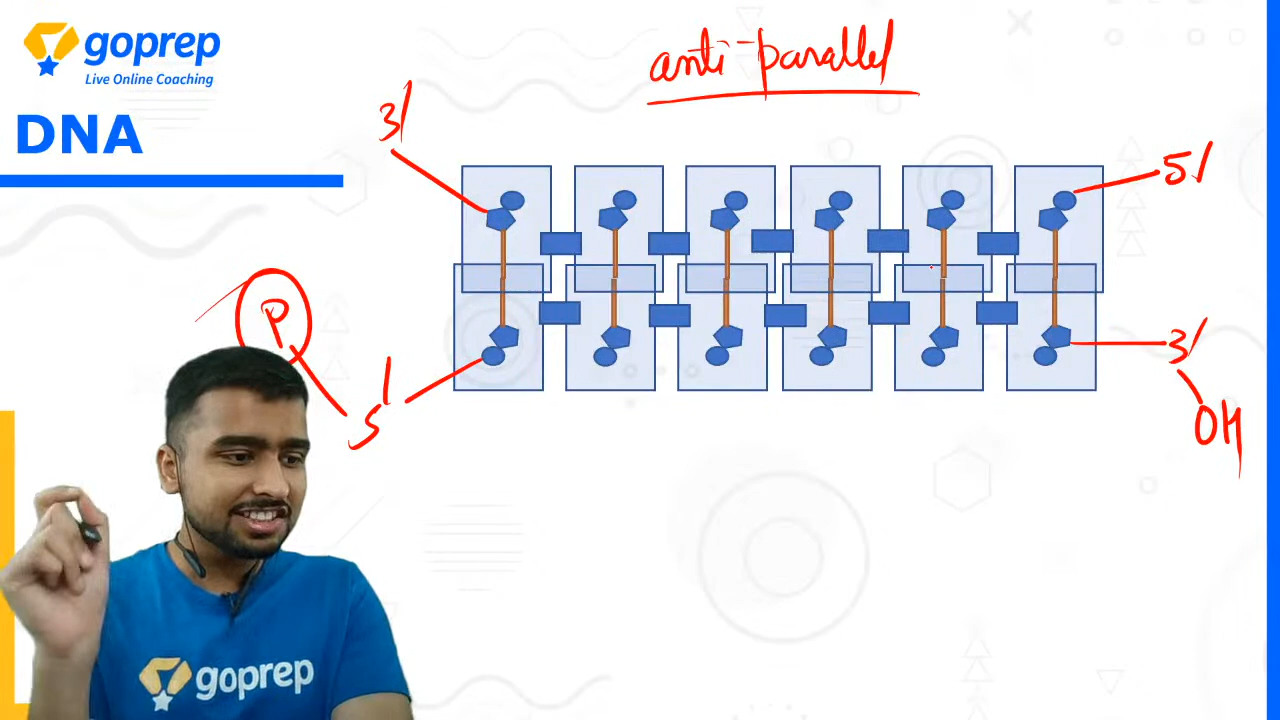 goprep
Live Online Coaching
anti-parallel
DNA
3'
5'
P
3'
5'
OH
goprep